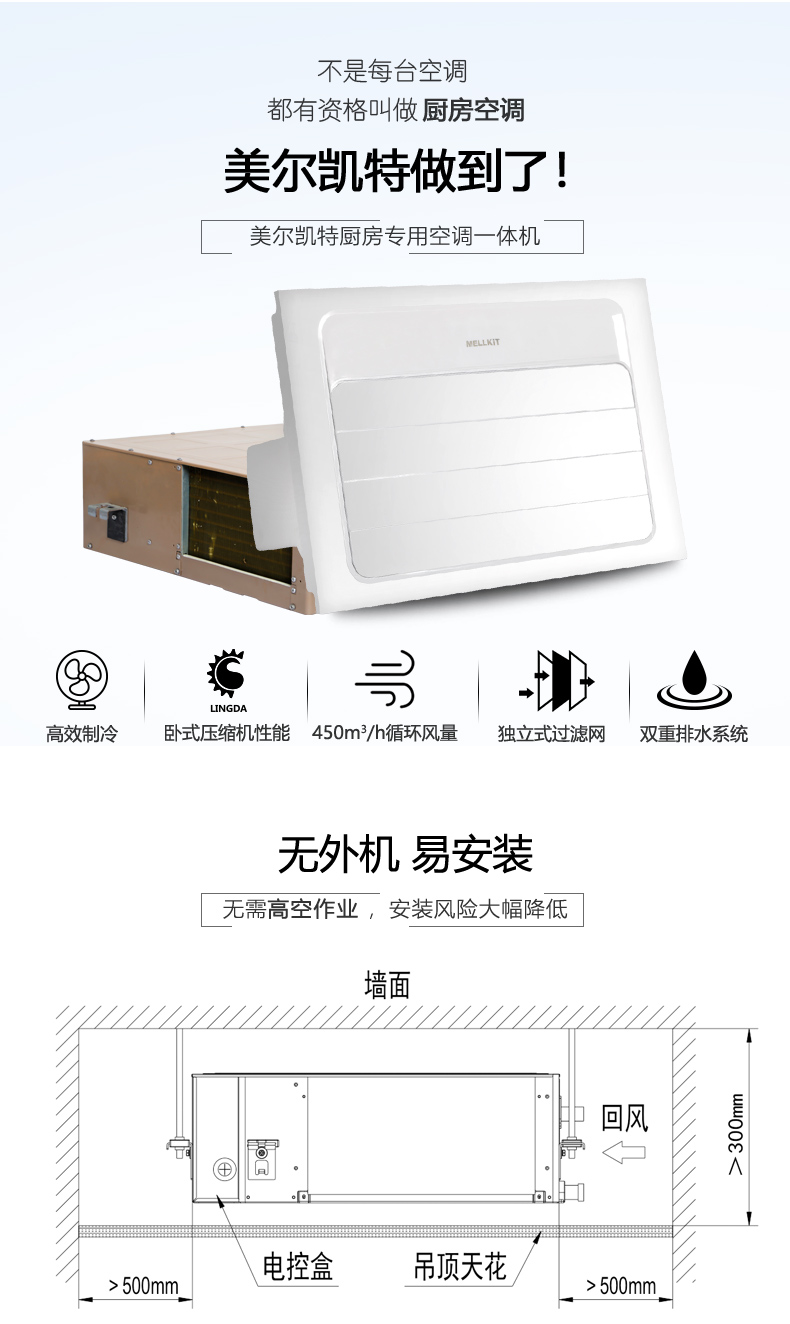 不是每台空调
都有资格叫做厨房空调
美尔凯特做到了!
美尔凯特厨房专用空调一体机
MELLKIT
LINGDA
高效制冷
卧式压缩机性能
450m³/h循环风量
独立式过滤网
双重排水系统
无外机 易安装
无需高空作业，安装风险大幅降低
墙面
回风
>300mm
电控盒
吊顶天花
>500mm
>500mm